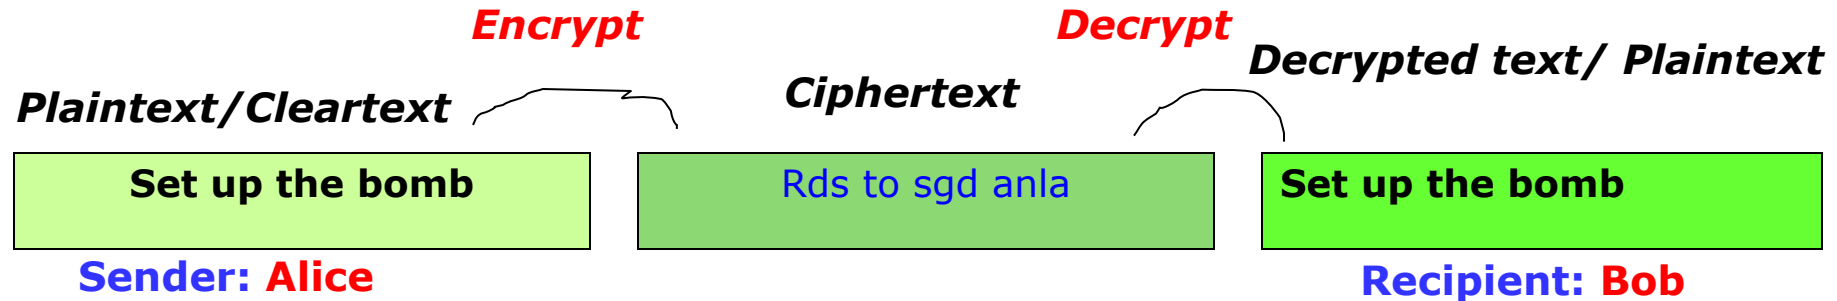 Encrypt
Decrypt
Decrypted text/ Plaintext
Plaintext/Cleartext
Ciphertext
Set up the bomb
Rds to sgd anla
Set up the bomb
Sender: Alice
Recipient: Bob